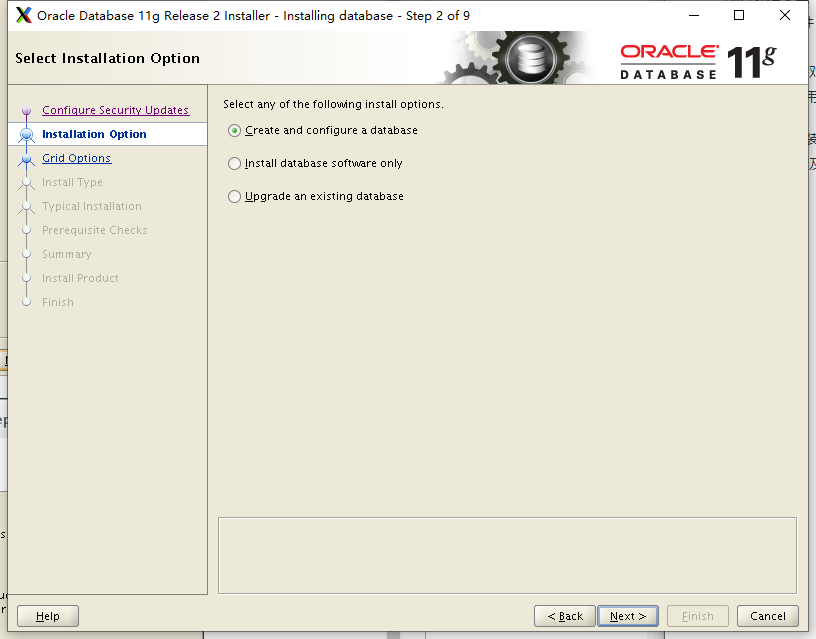 Oracle Database 11g Release 2 Installer - Installing database - Step 2 of 9
Select Installation Option
ORACLE
DATABASE
11g
Configure Security Updates
Installation Option
Grid Options
Install Type
Typical Installation
Prerequisite Checks
Summary
Install Product
Finish
Select any of the following install options.
Create and configure a database
Install database software only
Upgrade an existing database
Help
< Back
Next >
Finish
Cancel